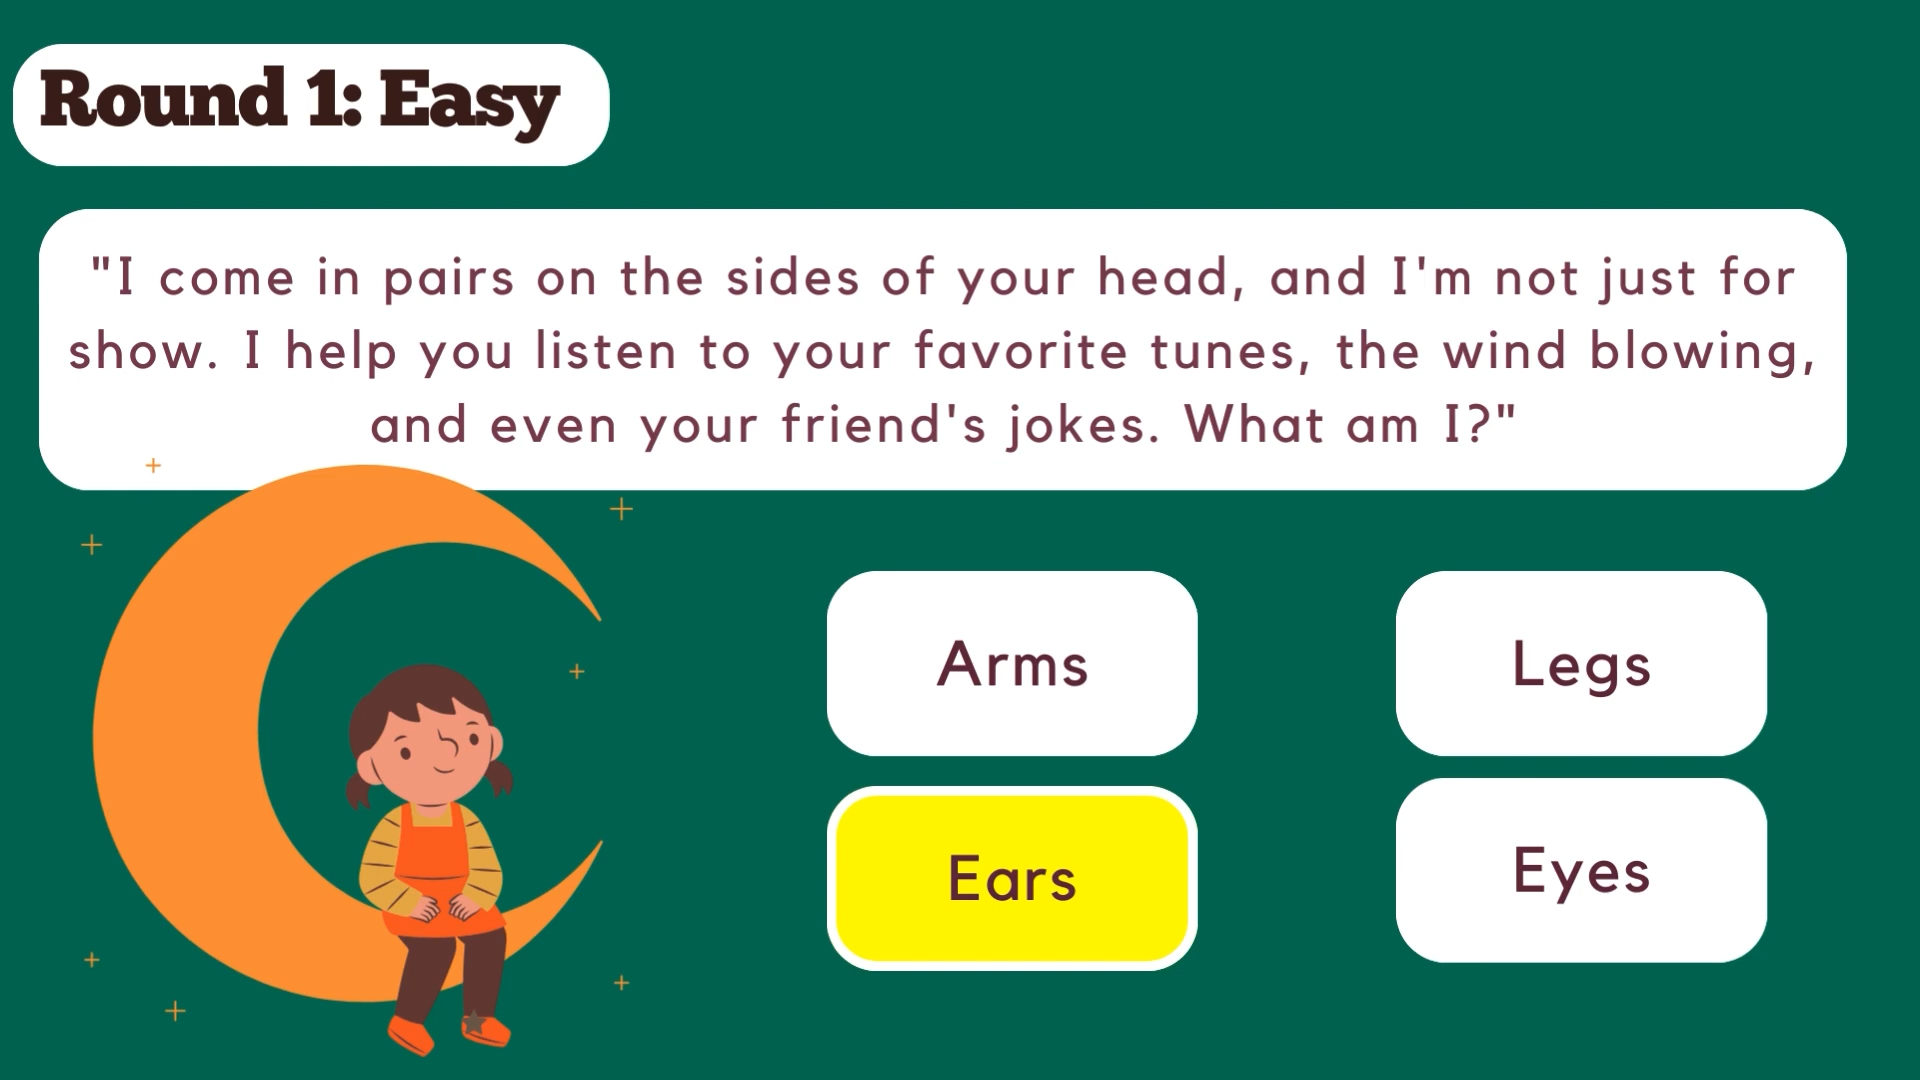 Round 1: Easy
"I come in pairs on the sides of your head, and I'm not just for
show. I help you listen to your favorite tunes, the wind blowing,
and even your friend's jokes. What am I?"
Arms
Legs
Ears
Eyes